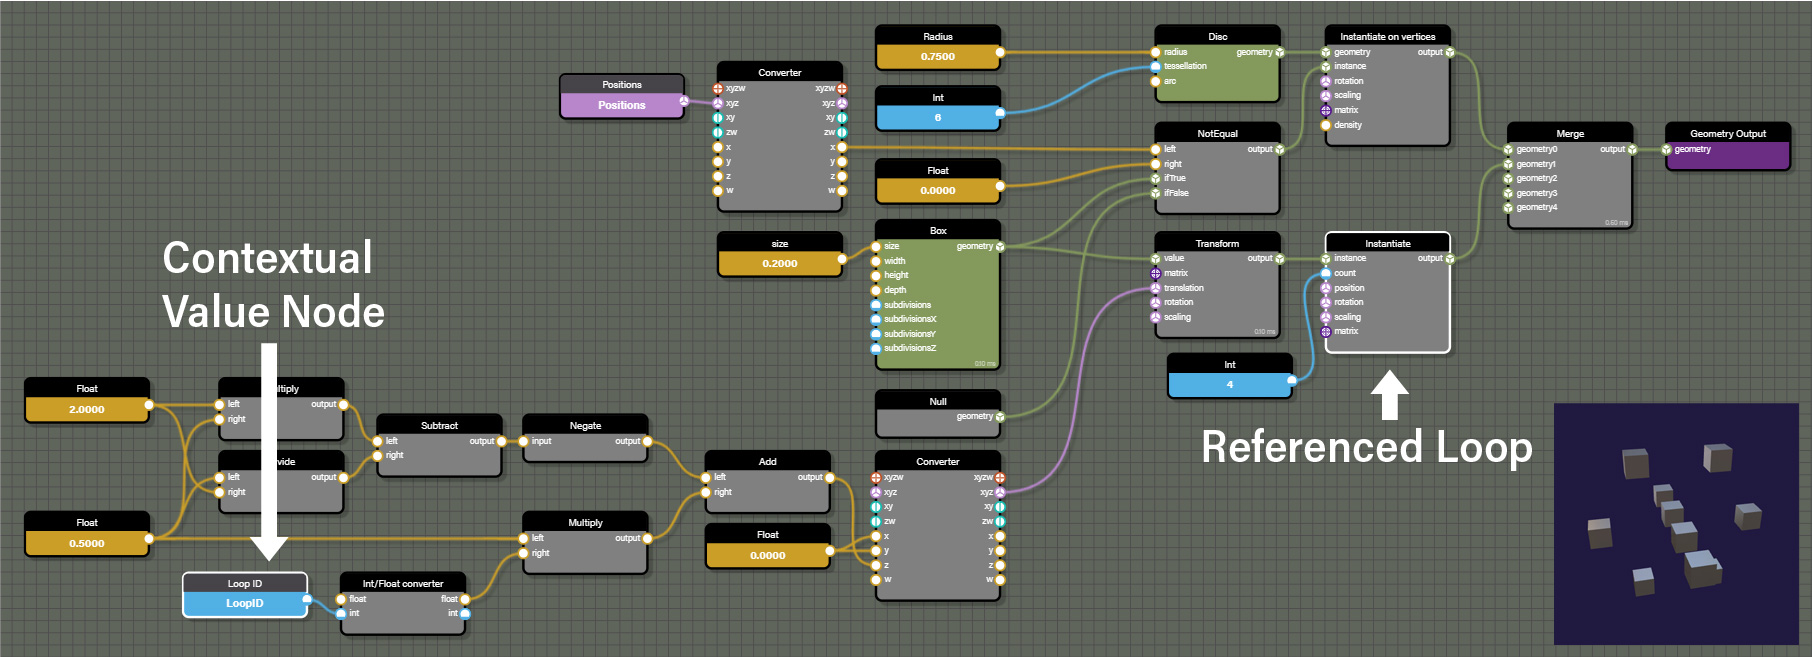 Positions
Positions
Converter
xyzw xyzw
xyz xyz
xy xy
zw zw
x x
y y
z z
w w
Radius
0.7500
Int
6
Float
0.0000
Disc
radius geometry
tessellation
arc
Instantiate on vertices
geometry output
instance
rotation
scaling
matrix
density
NotEqual
left output
right
ifTrue
ifFalse
Merge
geometry0 output
geometry1
geometry2
geometry3
geometry4
0.60 ms
Geometry Output
geometry
size
0.2000
Box
size geometry
width
height
depth
subdivisions
subdivisionsX
subdivisionsY
subdivisionsZ
0.10 ms
Transform
value output
matrix
translation
rotation
scaling
0.10 ms
Instantiate
instance output
count
position
rotation
scaling
matrix
Int
4
Null
geometry
Contextual
Value Node
Referenced Loop
Float
2.0000
ltiply
left output
right
vide
left output
right
Float
0.5000
Subtract
left output
right
Negate
input output
Add
left output
right
Multiply
left output
right
Float
0.0000
Converter
xyzw xyzw
xyz xyz
xy xy
zw zw
x x
y y
z z
w w
Loop ID
LoopID
Int/Float converter
float float
int int